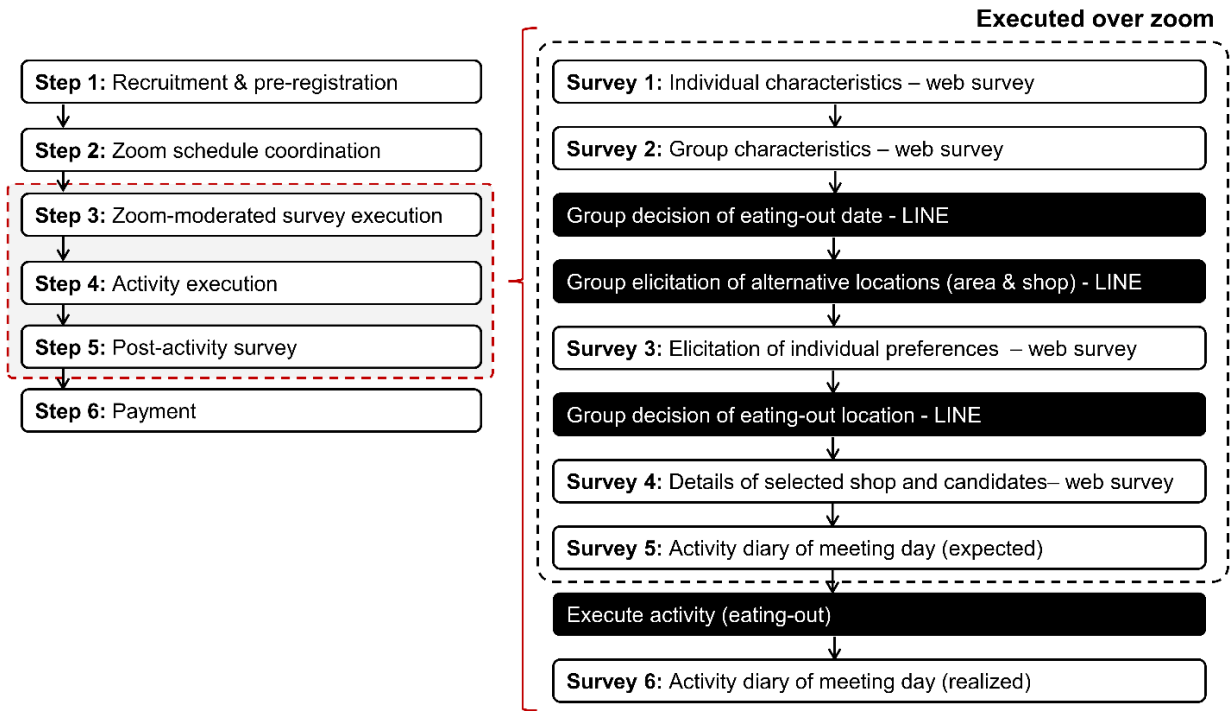 Executed over zoom
Step 1: Recruitment & pre-registration
Step 2: Zoom schedule coordination
Step 3: Zoom-moderated survey execution
Step 4: Activity execution
Step 5: Post-activity survey
Step 6: Payment
Survey 1: Individual characteristics – web survey
Survey 2: Group characteristics – web survey
Group decision of eating-out date - LINE
Group elicitation of alternative locations (area & shop) - LINE
Survey 3: Elicitation of individual preferences – web survey
Group decision of eating-out location - LINE
Survey 4: Details of selected shop and candidates– web survey
Survey 5: Activity diary of meeting day (expected)
Execute activity (eating-out)
Survey 6: Activity diary of meeting day (realized)